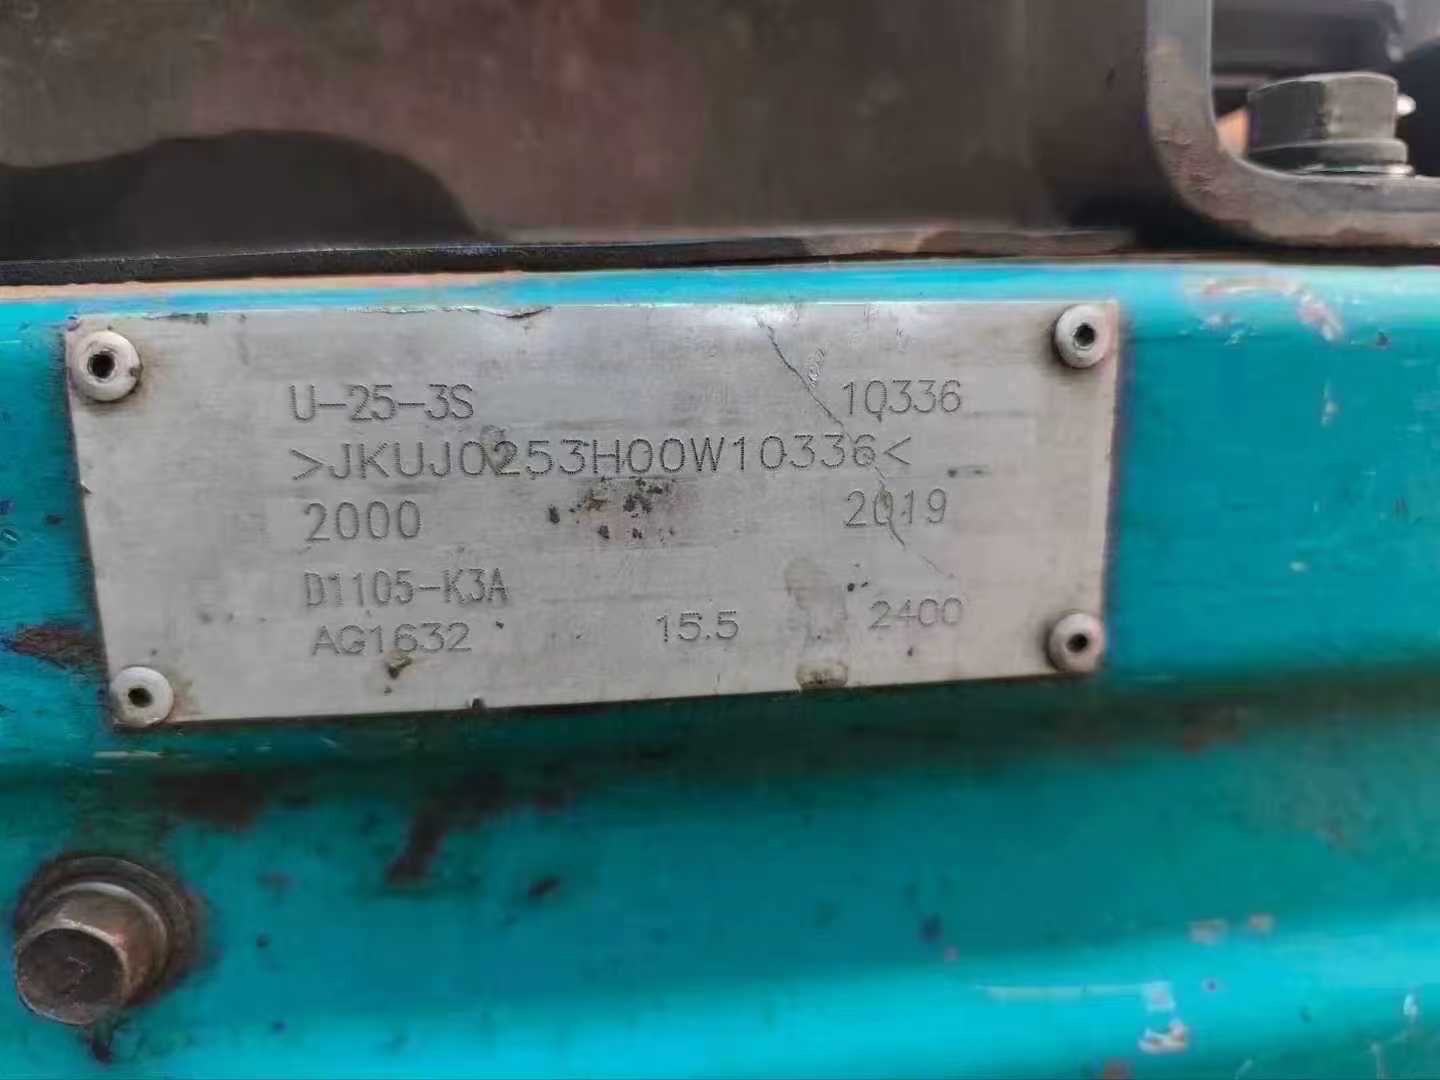 U-25-3S 10336
>JKUJ0253H00W10336<
2000 2019
D1105-K3A
AG1632 15.5 2400